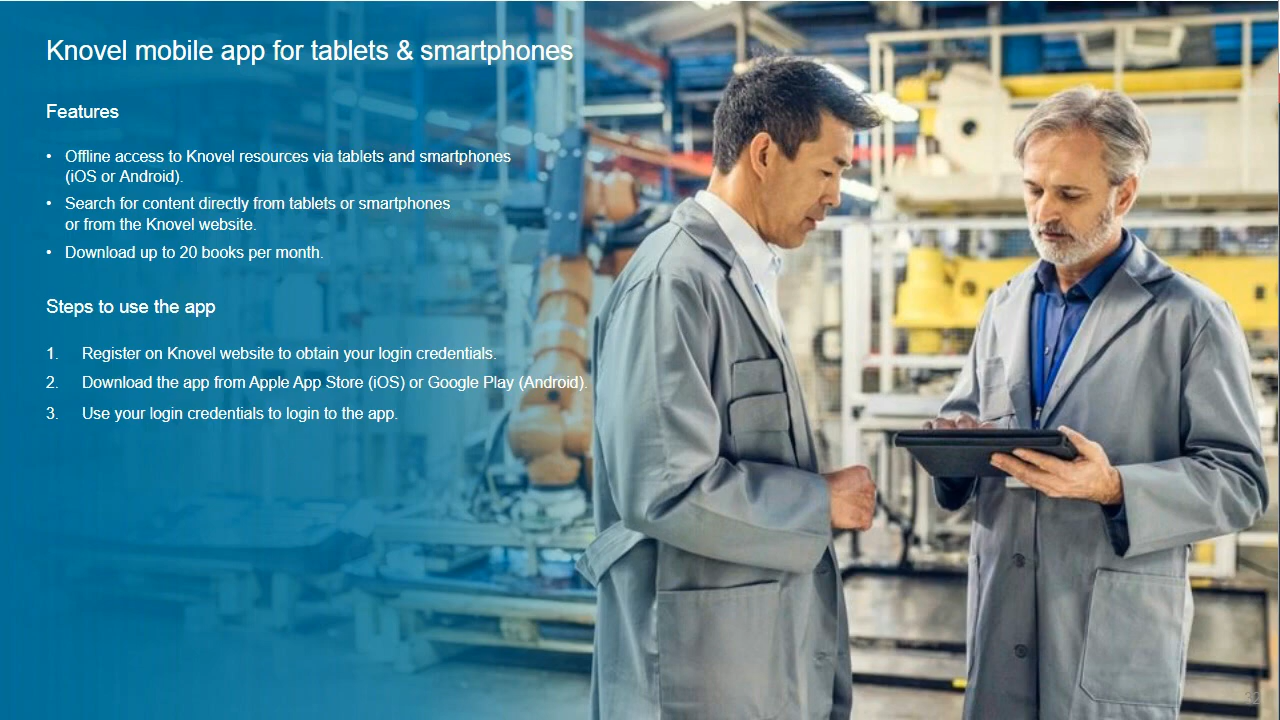 Knovel mobile app for tablets & smartphones
Features
• Offline access to Knovel resources via tablets and smartphones
(iOS or Android).
• Search for content directly from tablets or smartphones
or from the Knovel website.
• Download up to 20 books per month.
Steps to use the app
1. Register on Knovel website to obtain your login credentials.
2. Download the app from Apple App Store (iOS) or Google Play (Android).
3. Use your login credentials to login to the app.